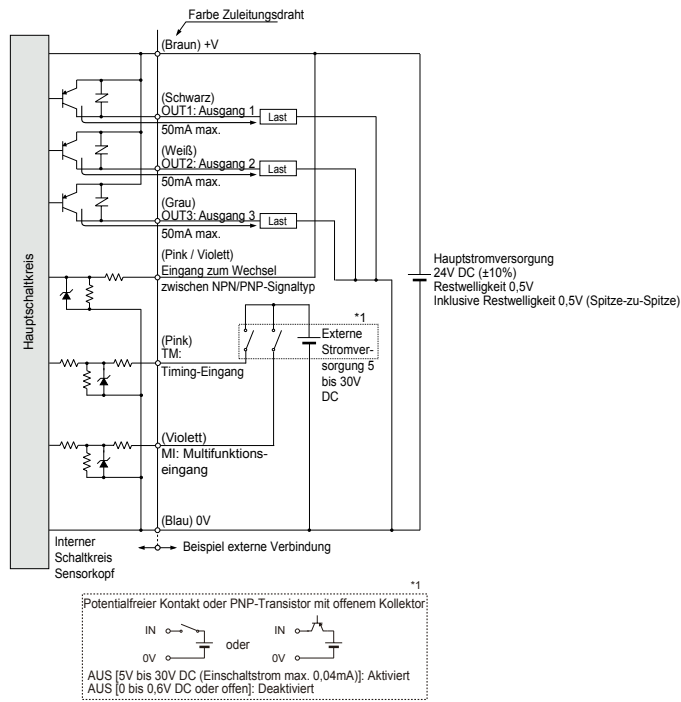 Farbe Zuleitungsdraht
(Braun) +V
(Schwarz)
OUT1: Ausgang 1
Last
50mA max.
(Weiß)
OUT2: Ausgang 2
Last
50mA max.
(Grau)
OUT3: Ausgang 3
Last
50mA max.
(Pink / Violett)
Eingang zum Wechsel
zwischen NPN/PNP-Signaltyp
Hauptstromversorgung
24V DC (±10%)
Restwelligkeit 0,5V
Inklusive Restwelligkeit 0,5V (Spitze-zu-Spitze)
Hauptschaltkreis
*1
Externe
Stromver-
sorgung 5
bis 30V
DC
(Pink)
TM:
Timing-Eingang
(Violett)
MI: Multifunktions-
eingang
(Blau) 0V
Interner
Schaltkreis
Sensorkopf
Beispiel externe Verbindung
*1
Potentialfreier Kontakt oder PNP-Transistor mit offenem Kollektor
IN
oder
IN
0V
0V
AUS [5V bis 30V DC (Einschaltstrom max. 0,04mA)]: Aktiviert
AUS [0 bis 0,6V DC oder offen]: Deaktiviert